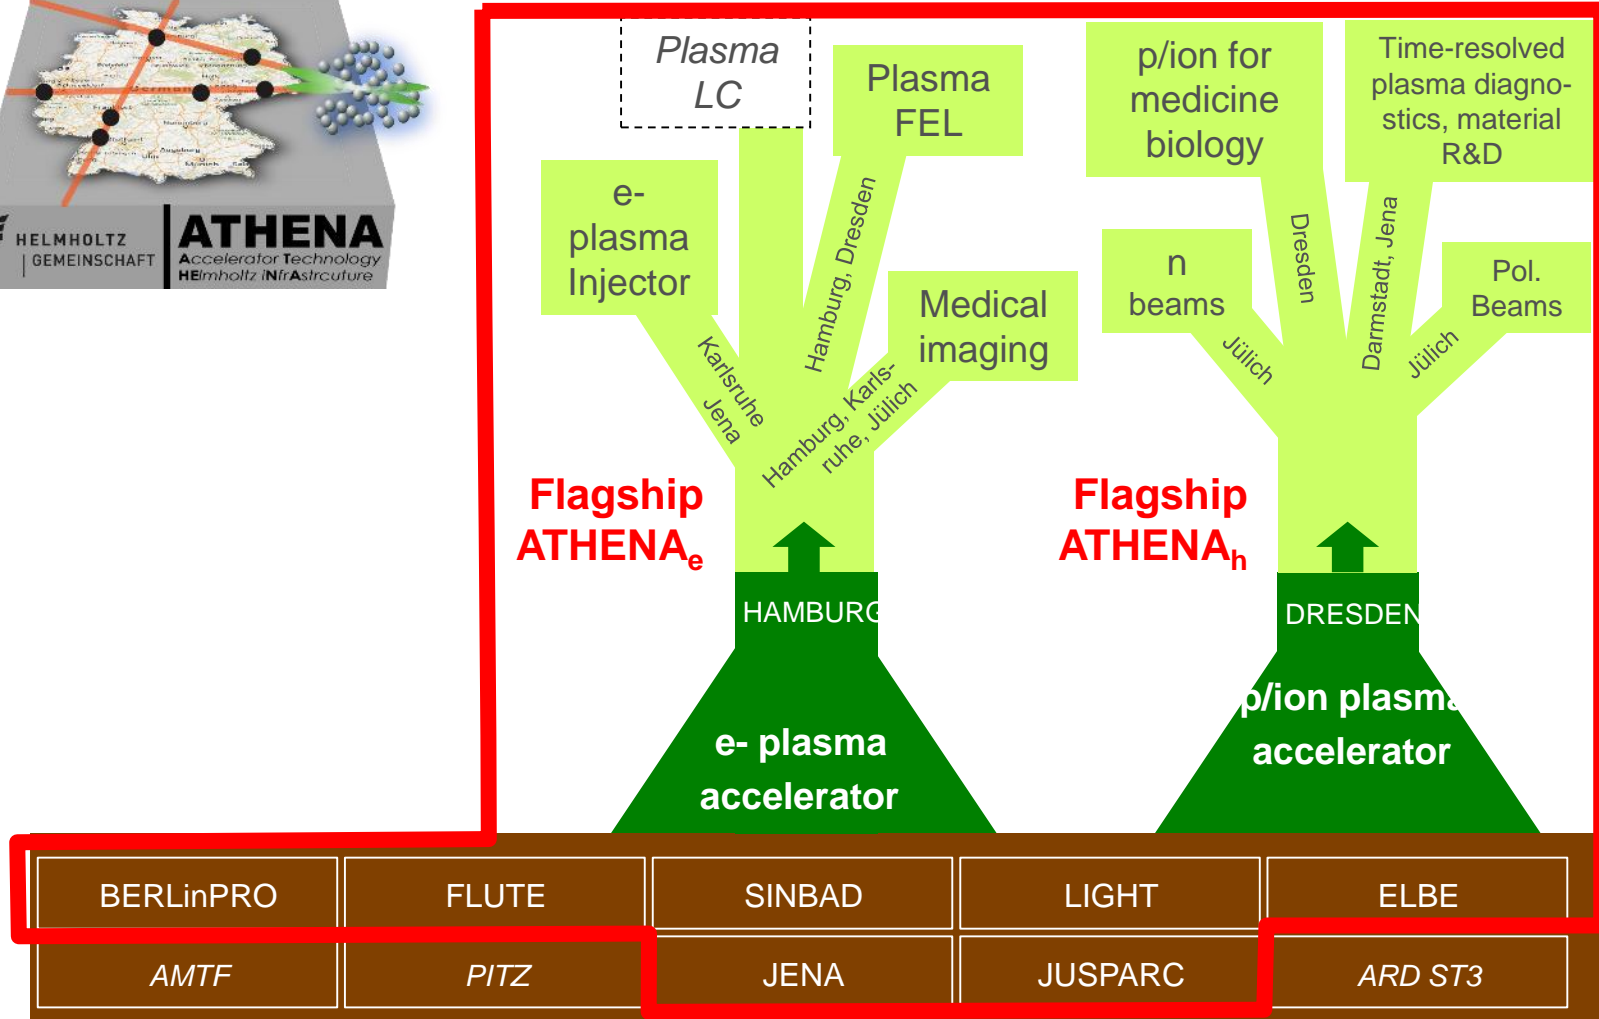 HELMHOLTZ
GEMEINSCHAFT
ATHENA
Accelerator Technology
HElmholtz iNfrAstrcuture
Plasma
LC
Plasma
FEL
e-
plasma
Injector
Medical
imaging
Karlsruhe
Jena
Hamburg, Dresden
Hamburg, Karls-
ruhe, Jülich
p/ion for
medicine
biology
Time-resolved
plasma diagno-
stics, material
R&D
n
beams
Pol.
Beams
Jülich
Dresden
Darmstadt, Jena
Jülich
Flagship
ATHENAe
Flagship
ATHENAh
HAMBURG
DRESDEN
e- plasma
accelerator
p/ion plasma
accelerator
BERLinPRO
FLUTE
SINBAD
LIGHT
ELBE
AMTF
PITZ
JENA
JUSPARC
ARD ST3